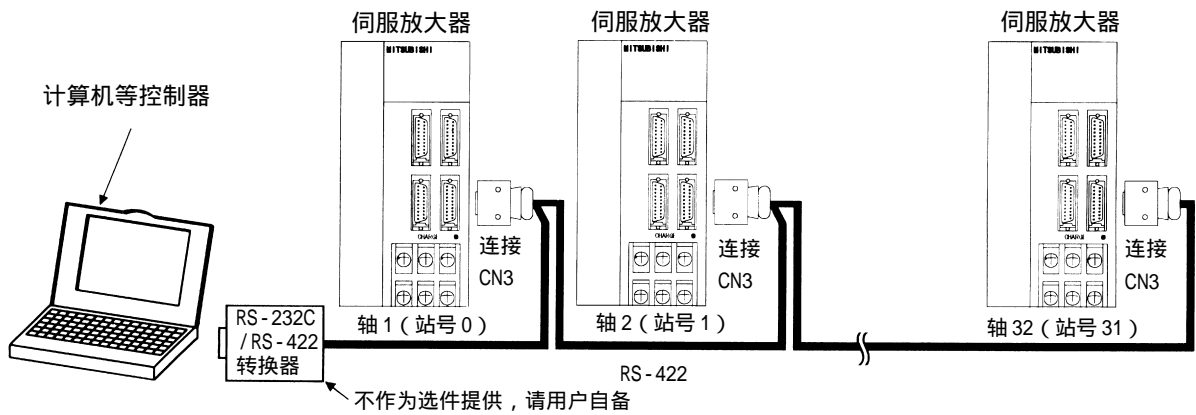 伺服放大器
伺服放大器
伺服放大器
MITSUBISHI
MITSUBISHI
MITSUBISHI
计算机等控制器
CHARGE
CHARGE
CHARGE
连接
CN3
连接
CN3
连接
CN3
RS-232C
/RS-422
转换器
轴1（站号0）
轴2（站号1）
轴32（站号31）
RS-422
不作为选件提供，请用户自备